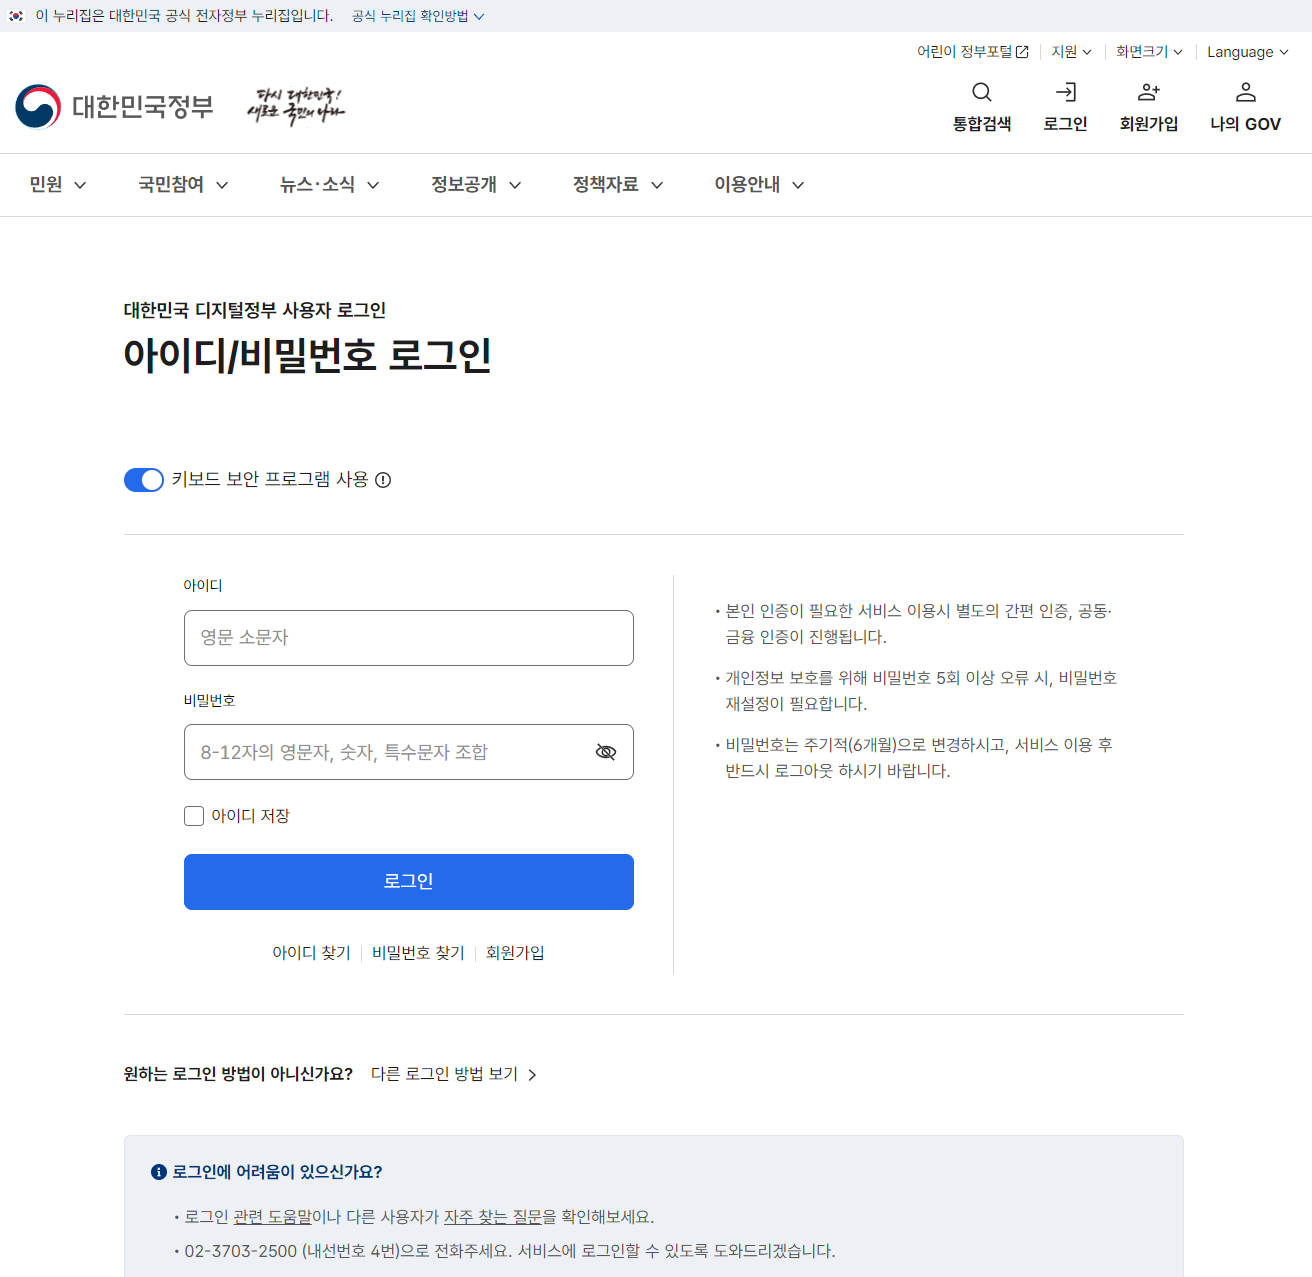 이 누리집은 대한민국 공식 전자정부 누리집입니다. 공식 누리집 확인방법
어린이 정부포털 지원 화면크기 Language
대한민국정부 다시 대한민국!
새로운 국민의 나라
통합검색 로그인 회원가입 나의 GOV
민원 국민참여 뉴스·소식 정보공개 정책자료 이용안내
대한민국 디지털정부 사용자 로그인
아이디/비밀번호 로그인
키보드 보안 프로그램 사용
아이디
영문 소문자
비밀번호
8-12자의 영문자, 숫자, 특수문자 조합
아이디 저장
로그인
아이디 찾기 비밀번호 찾기 회원가입
• 본인 인증이 필요한 서비스 이용시 별도의 간편 인증, 공동·
금융 인증이 진행됩니다.
• 개인정보 보호를 위해 비밀번호 5회 이상 오류 시, 비밀번호
재설정이 필요합니다.
• 비밀번호는 주기적(6개월)으로 변경하시고, 서비스 이용 후
반드시 로그아웃 하시기 바랍니다.
원하는 로그인 방법이 아니신가요? 다른 로그인 방법 보기
로그인에 어려움이 있으신가요?
• 로그인 관련 도움말이나 다른 사용자가 자주 찾는 질문을 확인해보세요.
• 02-3703-2500 (내선번호 4번)으로 전화주세요. 서비스에 로그인할 수 있도록 도와드리겠습니다.